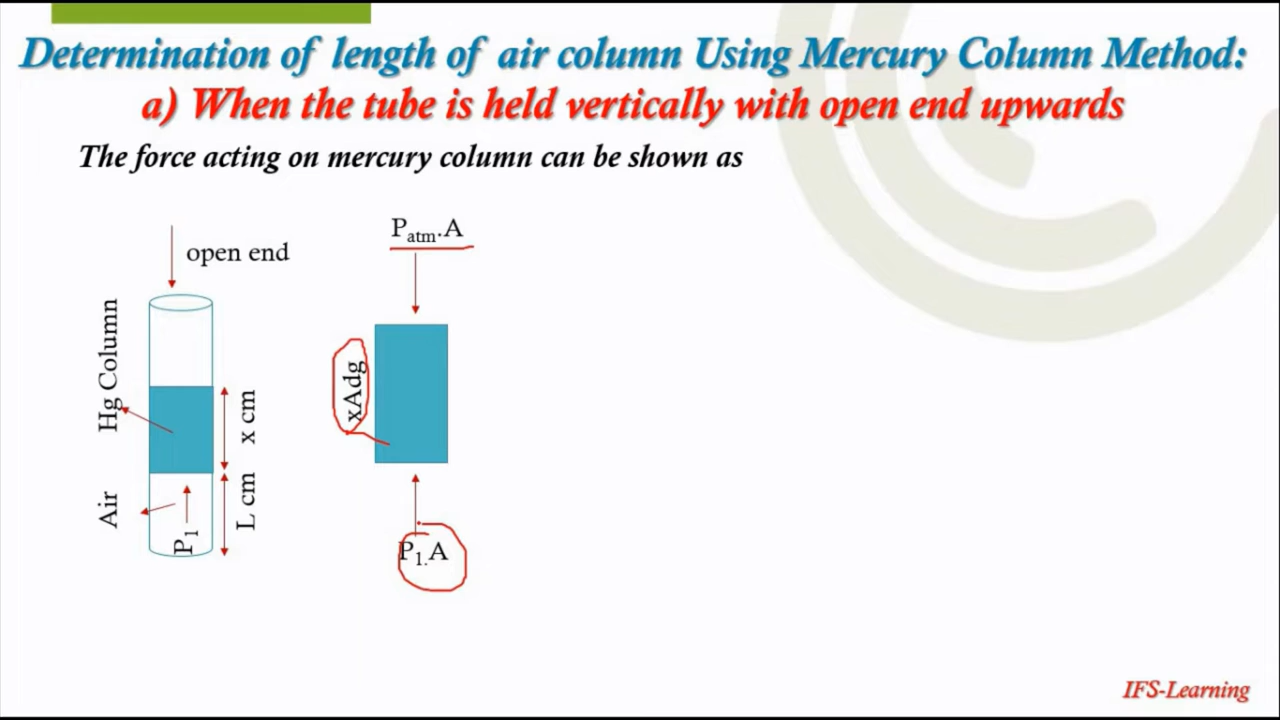 Determination of length of air column Using Mercury Column Method:
a) When the tube is held vertically with open end upwards
The force acting on mercury column can be shown as
open end
Hg Column
x cm
Air
P₁
L cm
Pₐₜₘ.A
xAdg
P₁.A
IFS-Learning